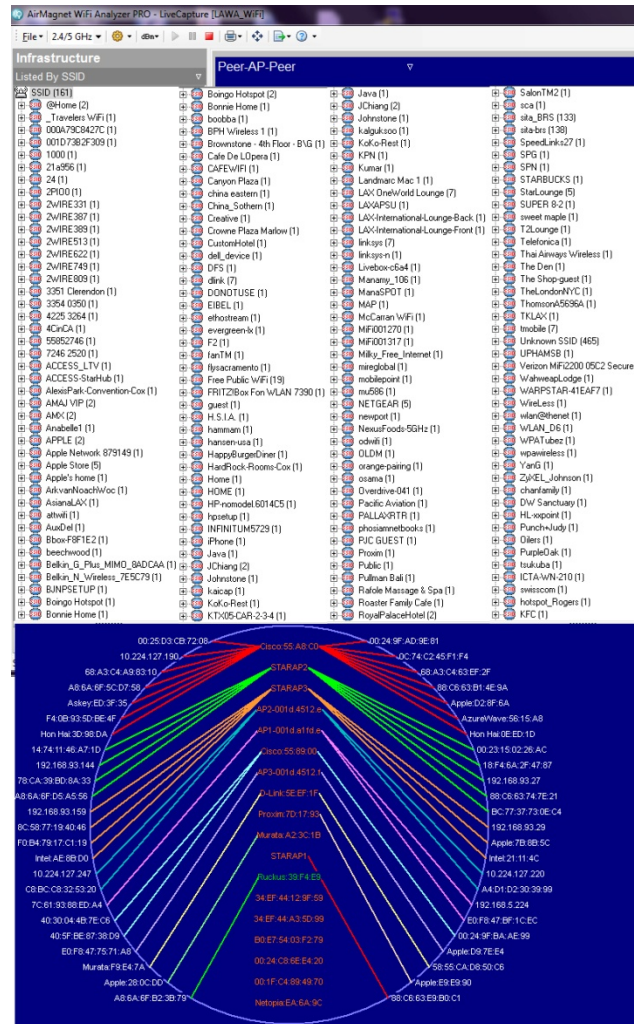 AirMagnet WiFi Analyzer PRO - LiveCapture [LAWA_WiFi]
File 2.4/5 GHz dBm
Infrastructure
Listed By SSID
Peer-AP-Peer
SSID (161)
@Home (2)
_Travelers WiFi (1)
000A79C8427C (1)
001D73B2F309 (1)
1000 (1)
21a956 (1)
24 (1)
2PIO0 (1)
2WIRE331 (1)
2WIRE387 (1)
2WIRE389 (1)
2WIRE513 (1)
2WIRE622 (1)
2WIRE749 (1)
2WIRE809 (1)
3351 Clerendon (1)
3354 0350 (1)
4225 3264 (1)
4CinCA (1)
55852746 (1)
7246 2520 (1)
ACCESS_LTV (1)
ACCESS-StarHub (1)
AlexisPark-Convention-Cox (1)
AMAJ VIP (2)
AMX (2)
Anabelle1 (1)
APPLE (2)
Apple Network 879149 (1)
Apple Store (5)
Apple's home (1)
ArkvanNoachWoc (1)
AsianaLAX (1)
attwifi (1)
AuxDel (1)
Bbox-F8F1E2 (1)
beechwood (1)
Belkin_G_Plus_MIMO_8ADCAA (1)
Belkin_N_Wireless_7E5C79 (1)
BJNPSETUP (1)
Boingo Hotspot (1)
Bonnie Home (1)
Boingo Hotspot (2)
Bonnie Home (1)
boobba (1)
BPH Wireless 1 (1)
Brownstone - 4th Floor - B\G (1)
Cafe De LOpera (1)
CAFEWIFI (1)
Canyon Plaza (1)
china eastern (1)
China_Sothern (1)
Creative (1)
Crowne Plaza Marlow (1)
CustomHotel (1)
dell_device (1)
DFS (1)
dlink (7)
DONOTUSE (1)
EIBEL (1)
ethostream (1)
evergreen-lx (1)
F2 (1)
fanTM (1)
flysacramento (1)
Free Public WiFi (19)
FRITZ!Box Fon WLAN 7390 (1)
guest (1)
H.S.I.A. (1)
hammam (1)
hansen-usa (1)
HappyBurgerDiner (1)
HardRock-Rooms-Cox (1)
Home (1)
HOME (1)
HP-nomodel.6014C5 (1)
hpsetup (1)
INFINITUM5729 (1)
iPhone (1)
Java (1)
JChiang (2)
Johnstone (1)
kaicap (1)
KoKo-Rest (1)
KTX05-CAR-2-3-4 (1)
Java (1)
JChiang (2)
Johnstone (1)
kalguksoo (1)
KoKo-Rest (1)
KPN (1)
Kumar (1)
Landmarc Mac 1 (1)
LAX OneWorld Lounge (7)
LAXAPSU (1)
LAX-International-Lounge-Back (1)
LAX-International-Lounge-Front (1)
linksys (7)
linksys-n (1)
Livebox-c6a4 (1)
Manamy_106 (1)
ManaSPOT (1)
MAP (1)
McCarran WiFi (1)
MiFi001270 (1)
MiFi001317 (1)
Milky_Free_Internet (1)
mireglobal (1)
mobilepoint (1)
mu586 (1)
NETGEAR (5)
newport (1)
NexusFoods-5GHz (1)
odwifi (1)
OLDM (1)
orange-pairing (1)
osama (1)
Overdrive-041 (1)
Pacific Aviation (1)
PALLAXRTR (1)
phosiamnetbooks (1)
PJC GUEST (1)
Proxim (1)
Public (1)
Pullman Bali (1)
Rafole Massage & Spa (1)
Roaster Family Cafe (1)
RoyalPalaceHotel (2)
SalonTM2 (1)
sca (1)
sita_BRS (133)
sita-brs (138)
SpeedLinks27 (1)
SPG (1)
SPN (1)
STARBUCKS (1)
StarLounge (5)
SUPER 8-2 (1)
sweet maple (1)
T2Lounge (1)
Telefonica (1)
Thai Airways Wireless (1)
The Den (1)
The Shop-guest (1)
TheLondonNYC (1)
ThomsonA5696A (1)
TKLAX (1)
tmobile (7)
Unknown SSID (465)
UPHAMSB (1)
Verizon MiFi2200 05C2 Secure
WahweapLodge (1)
WARPSTAR-41EAF7 (1)
WireLess (1)
wlan@thenet (1)
WLAN_D6 (1)
WPATubez (1)
wpawireless (1)
YanG (1)
ZyXEL_Johnson (1)
chanfamily (1)
DW Sanctuary (1)
HL-xxpoint (1)
Punch+Judy (1)
Oilers (1)
PurpleOak (1)
tsukuba (1)
ICTA-WN-210 (1)
swisscom (1)
hotspot_Rogers (1)
KFC (1)
00:25:D3:CB:72:08
10.224.127.190
68:A3:C4:A9:83:10
A8:6A:6F:5C:D7:58
Askey:ED:3F:35
F4:0B:93:5D:BE:4F
Hon Hai:3D:98:DA
14:74:11:46:A7:1D
192.168.93.144
78:CA:39:BD:8A:33
A8:6A:6F:D5:A5:56
192.168.93.159
8C:58:77:19:40:46
F0:B4:79:17:C1:19
Intel:AE:8B:D0
10.224.127.247
C8:BC:C8:32:53:20
7C:61:93:88:ED:A4
40:30:04:4B:7E:C6
40:5F:BE:87:38:D9
E0:F8:47:75:71:A8
Murata:F9:E4:7A
Apple:28:0C:DD
A8:6A:6F:B2:3B:79
Cisco:55:A8:C0
STARAP2
STARAP3
AP2-001d.4512.e
AP1-001d.a1fd.e
Cisco:55:89:00
AP3-001d.4512.f
D-Link:5E:EF:1F
Proxim:7D:17:93
Murata:A2:3C:1B
STARAP1
Ruckus:39:F4:E9
34:EF:44:12:9F:59
34:EF:44:A3:5D:99
B0:E7:54:03:F2:79
00:24:C8:6E:E4:20
00:1F:C4:89:49:70
Netopia:EA:6A:9C
00:24:9F:AD:9E:81
0C:74:C2:45:F1:F4
68:A3:C4:63:EF:2F
88:C6:63:B1:4E:9A
Apple:D2:8F:6A
AzureWave:56:15:A8
Hon Hai:0E:ED:1D
00:23:15:02:26:AC
18:F4:6A:2F:47:87
192.168.93.27
88:C6:63:74:7E:21
BC:77:37:73:0E:C4
192.168.93.29
Apple:7B:8B:5C
Intel:21:11:4C
10.224.127.220
A4:D1:D2:30:39:99
192.168.5.224
E0:F8:47:BF:1C:EC
00:24:9F:BA:AE:99
Apple:D9:7E:E4
58:55:CA:D8:50:C6
Apple:E9:E9:90
88:C6:63:E9:B0:C1